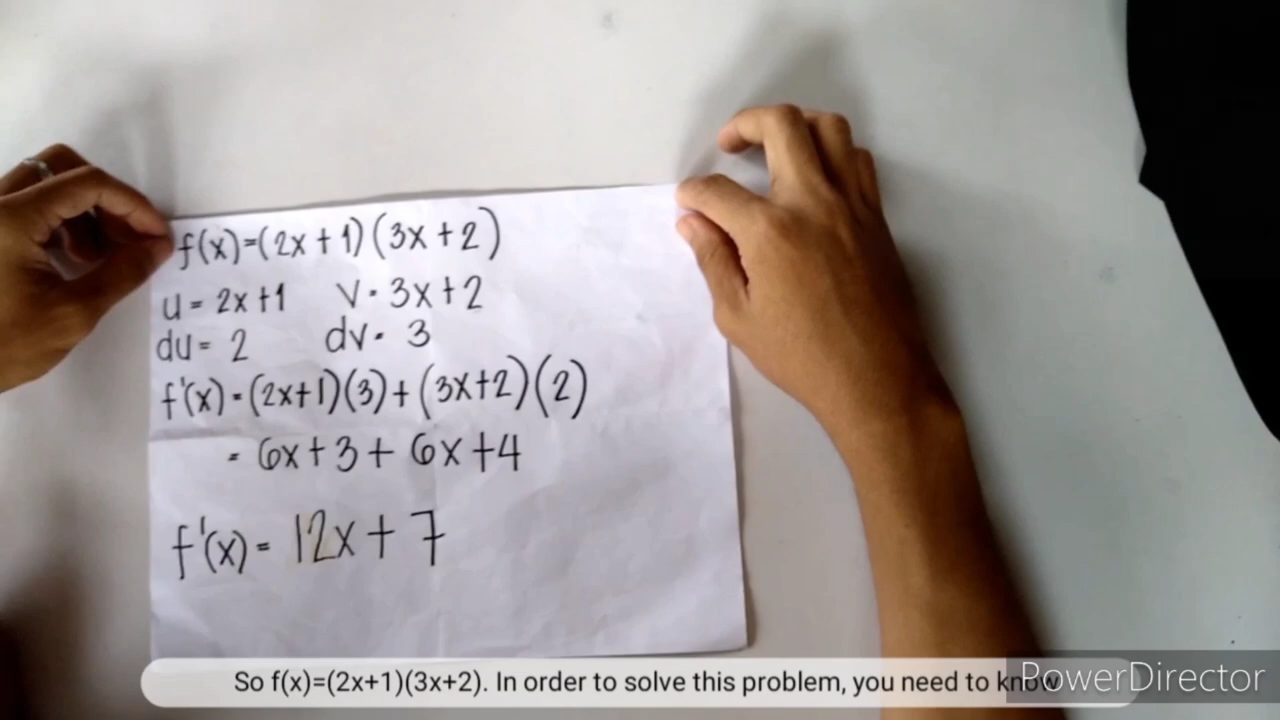 f(x)=(2x+1)(3x+2)
u = 2x+1 v = 3x+2
du = 2 dv = 3
f'(x) = (2x+1)(3)+(3x+2)(2)
= 6x+3+6x+4
f'(x) = 12x+7
So f(x)=(2x+1)(3x+2). In order to solve this problem, you need to know
PowerDirector